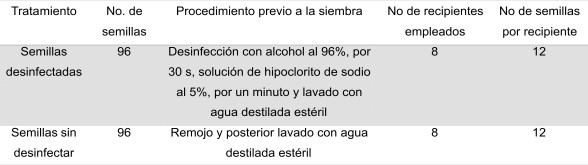 Tratamiento No. de Procedimiento previo a la siembra No de recipientes No de semillas
semillas empleados por recipiente
Semillas 96 Desinfección con alcohol al 96%, por 8 12
desinfectadas 30 s, solución de hipoclorito de sodio
al 5%, por un minuto y lavado con
agua destilada estéril
Semillas sin 96 Remojo y posterior lavado con agua 8 12
desinfectar destilada estéril